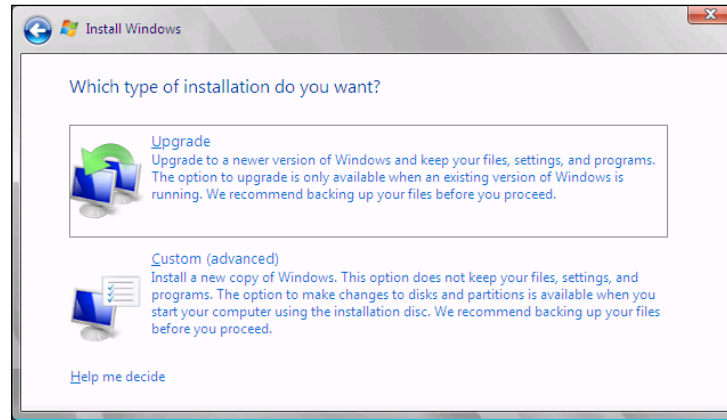 Install Windows
Which type of installation do you want?
Upgrade
Upgrade to a newer version of Windows and keep your files, settings, and programs.
The option to upgrade is only available when an existing version of Windows is
running. We recommend backing up your files before you proceed.
Custom (advanced)
Install a new copy of Windows. This option does not keep your files, settings, and
programs. The option to make changes to disks and partitions is available when you
start your computer using the installation disc. We recommend backing up your files
before you proceed.
Help me decide